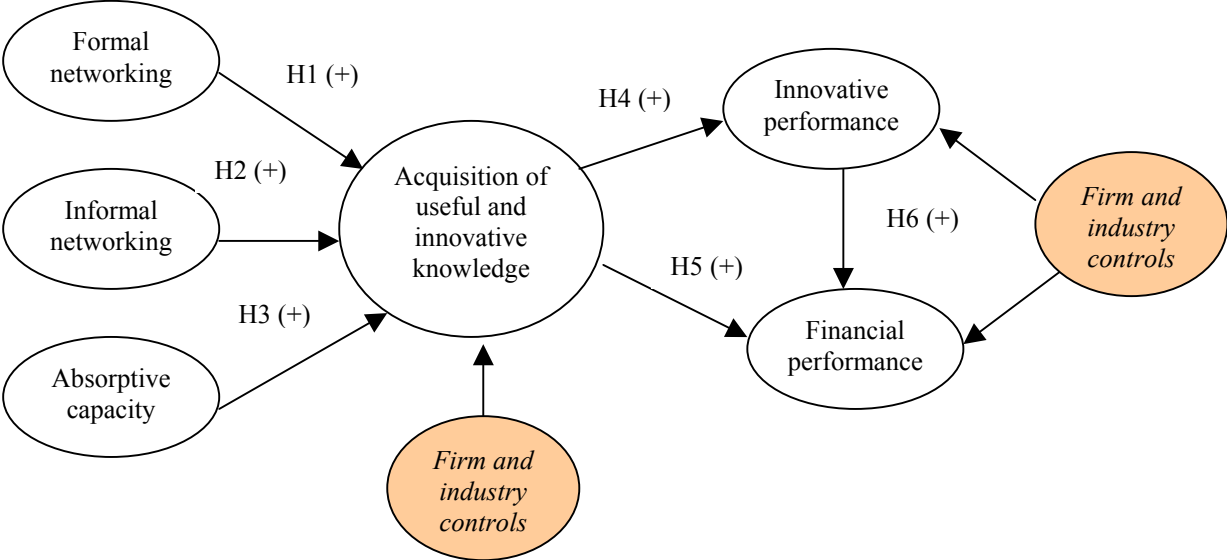 Formal
networking
H1 (+)
Informal
networking
H2 (+)
Absorptive
capacity
H3 (+)
Acquisition of
useful and
innovative
knowledge
Firm and
industry
controls
H4 (+)
H5 (+)
Innovative
performance
H6 (+)
Financial
performance
Firm and
industry
controls